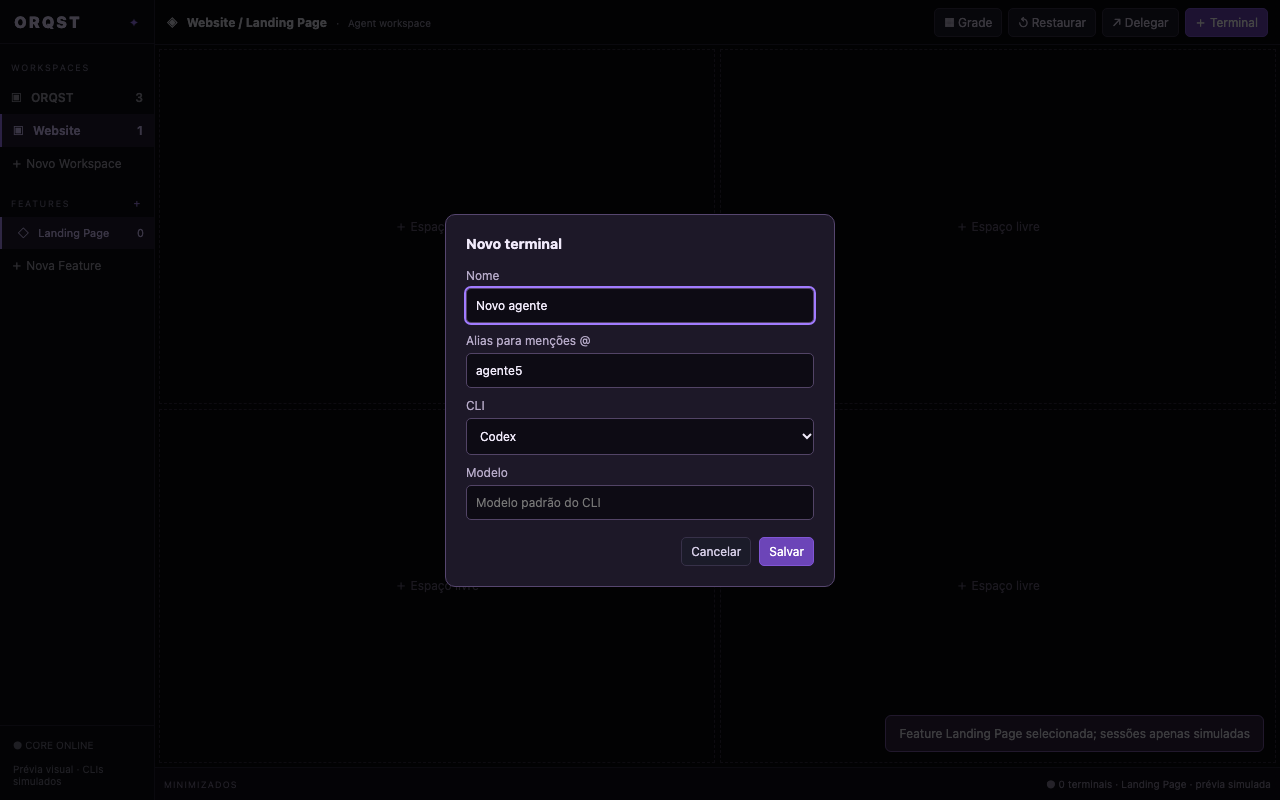 ORQST
Website / Landing Page · Agent workspace
Grade
Restaurar
Delegar
+ Terminal
WORKSPACES
ORQST 3
Website 1
+ Novo Workspace
FEATURES +
Landing Page 0
+ Nova Feature
+ Espaço livre
Novo terminal
Nome
Novo agente
Alias para menções @
agente5
CLI
Codex
Modelo
Modelo padrão do CLI
Cancelar
Salvar
+ Espaço livre
+ Espaço livre
Feature Landing Page selecionada; sessões apenas simuladas
CORE ONLINE
Prévia visual · CLIs
simulados
MINIMIZADOS
0 terminais · Landing Page · prévia simulada